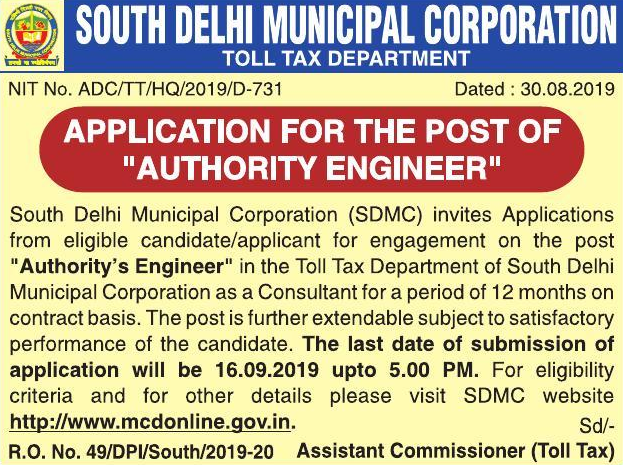 SOUTH DELHI MUNICIPAL CORPORATION
TOLL TAX DEPARTMENT
NIT No. ADC/TT/HQ/2019/D-731 Dated : 30.08.2019
APPLICATION FOR THE POST OF
"AUTHORITY ENGINEER"
South Delhi Municipal Corporation (SDMC) invites Applications
from eligible candidate/applicant for engagement on the post
"Authority's Engineer" in the Toll Tax Department of South Delhi
Municipal Corporation as a Consultant for a period of 12 months on
contract basis. The post is further extendable subject to satisfactory
performance of the candidate. The last date of submission of
application will be 16.09.2019 upto 5.00 PM. For eligibility
criteria and for other details please visit SDMC website
http://www.mcdonline.gov.in. Sd/-
R.O. No. 49/DPI/South/2019-20 Assistant Commissioner (Toll Tax)